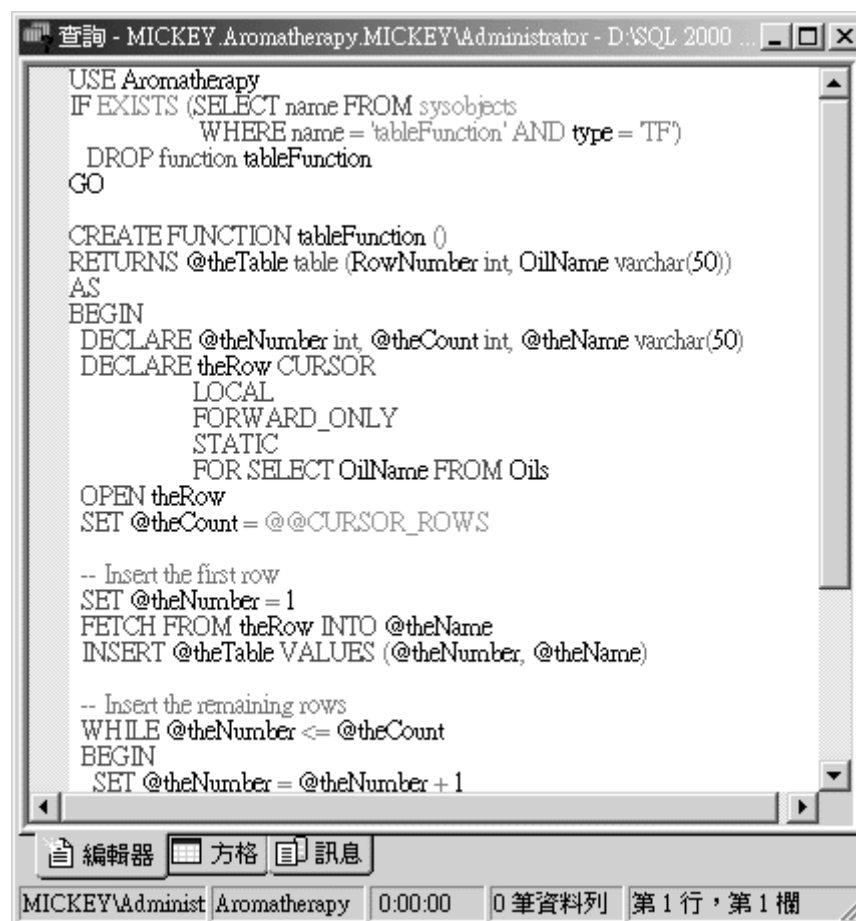 查詢 - MICKEY.Aromatherapy.MICKEY\Administrator - D:\SQL 2000 ...
USE Aromatherapy
IF EXISTS (SELECT name FROM sysobjects
WHERE name = 'tableFunction' AND type = 'TF')
DROP function tableFunction
GO
CREATE FUNCTION tableFunction ()
RETURNS @theTable table (RowNumber int, OilName varchar(50))
AS
BEGIN
DECLARE @theNumber int, @theCount int, @theName varchar(50)
DECLARE theRow CURSOR
LOCAL
FORWARD_ONLY
STATIC
FOR SELECT OilName FROM Oils
OPEN theRow
SET @theCount = @@CURSOR_ROWS
-- Insert the first row
SET @theNumber = 1
FETCH FROM theRow INTO @theName
INSERT @theTable VALUES (@theNumber, @theName)
-- Insert the remaining rows
WHILE @theNumber <= @theCount
BEGIN
SET @theNumber = @theNumber + 1
編輯器 方格 訊息
MICKEY\Administ Aromatherapy 0:00:00 0 筆資料列 第 1 行，第 1 欄